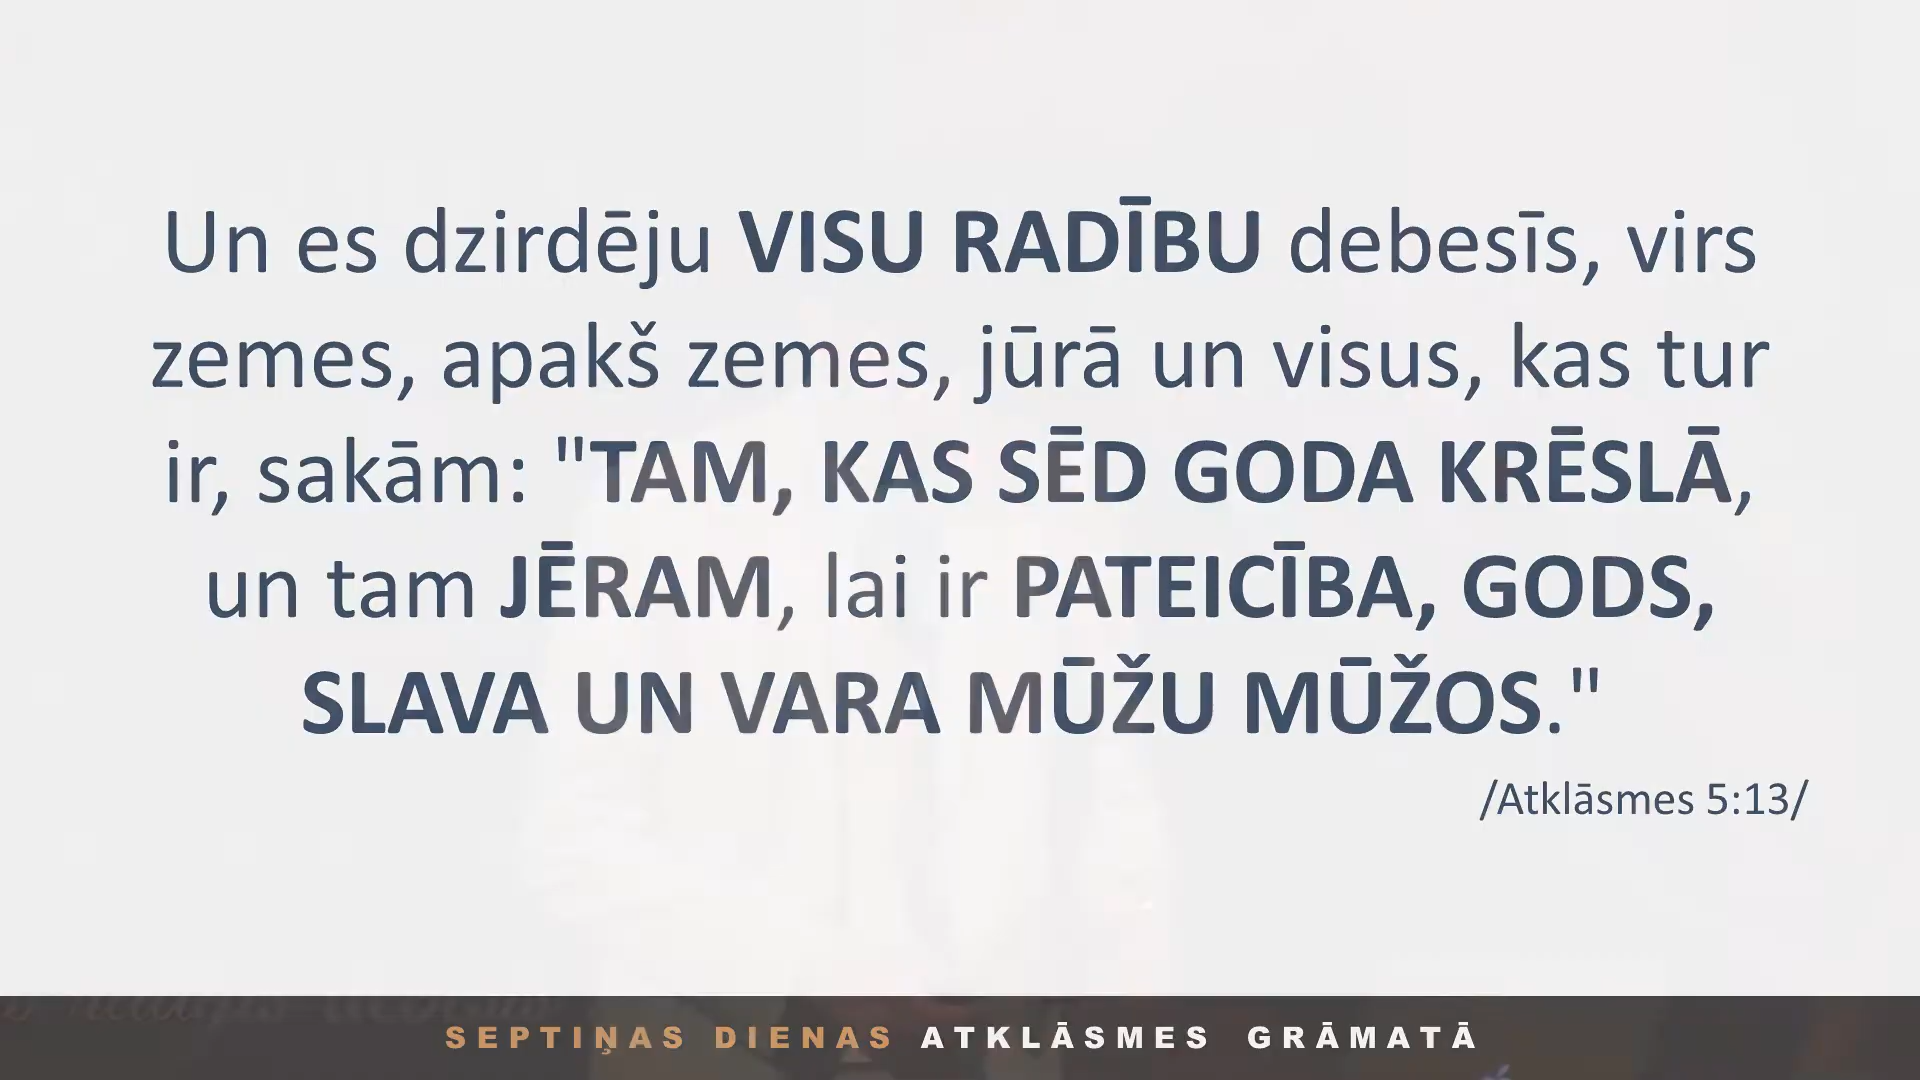 Un es dzirdēju VISU RADĪBU debesīs, virs
zemes, apakš zemes, jūrā un visus, kas tur
ir, sakām: "TAM, KAS SĒD GODA KRĒSLĀ,
un tam JĒRAM, lai ir PATEICĪBA, GODS,
SLAVA UN VARA MŪŽU MŪŽOS."
/Atklāsmes 5:13/
SEPTIŅAS DIENAS ATKLĀSMES GRĀMATĀ